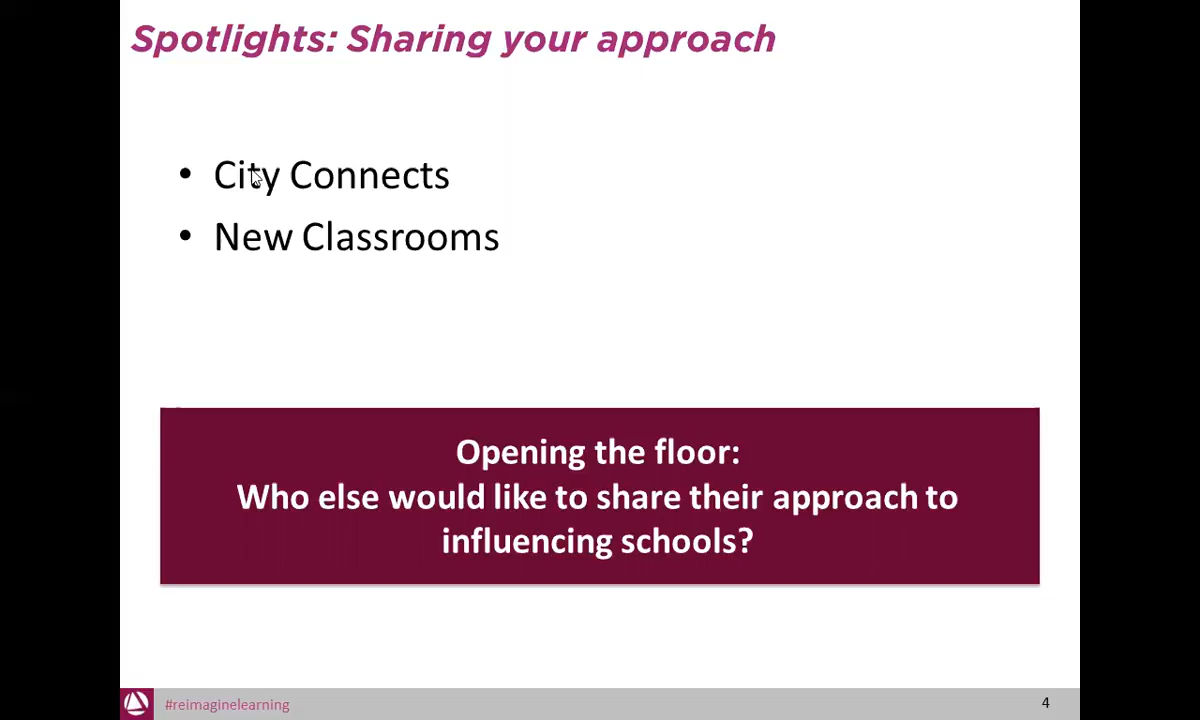 Spotlights: Sharing your approach
• City Connects
• New Classrooms
Opening the floor:
Who else would like to share their approach to
influencing schools?
#reimaginelearning
4